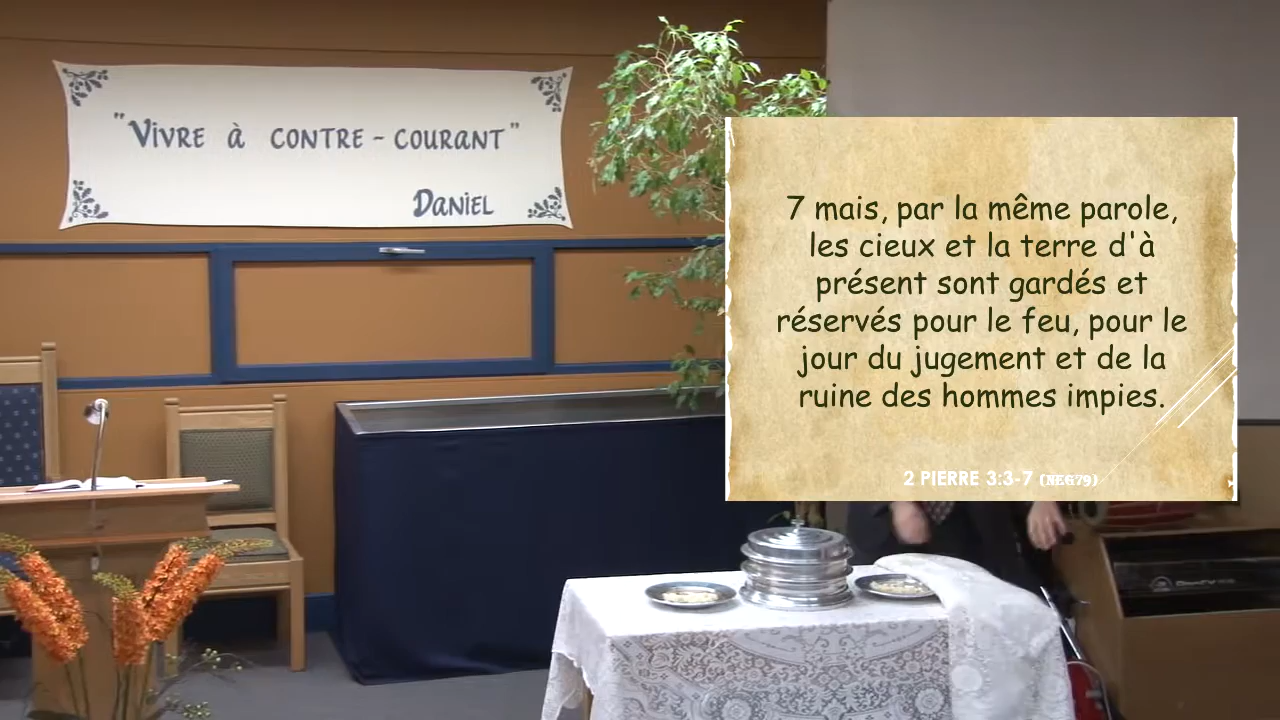 "Vivre à contre-courant"
Daniel
7 mais, par la même parole,
les cieux et la terre d'à
présent sont gardés et
réservés pour le feu, pour le
jour du jugement et de la
ruine des hommes impies.
2 PIERRE 3:3-7 (NEG79)